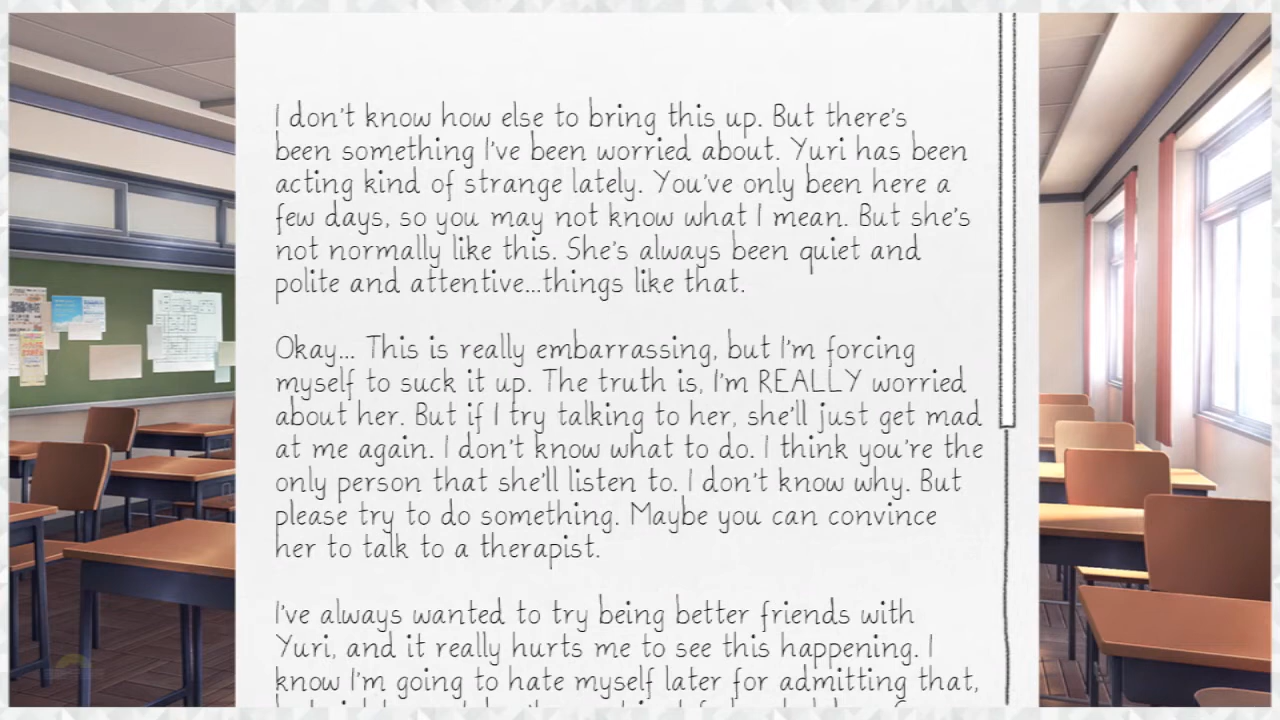 I don't know how else to bring this up. But there's
been something I've been worried about. Yuri has been
acting kind of strange lately. You've only been here a
few days, so you may not know what I mean. But she's
not normally like this. She's always been quiet and
polite and attentive...things like that.
Okay... This is really embarrassing, but I'm forcing
myself to suck it up. The truth is, I'm REALLY worried
about her. But if I try talking to her, she'll just get mad
at me again. I don't know what to do. I think you're the
only person that she'll listen to. I don't know why. But
please try to do something. Maybe you can convince
her to talk to a therapist.
I've always wanted to try being better friends with
Yuri, and it really hurts me to see this happening. I
know I'm going to hate myself later for admitting that,